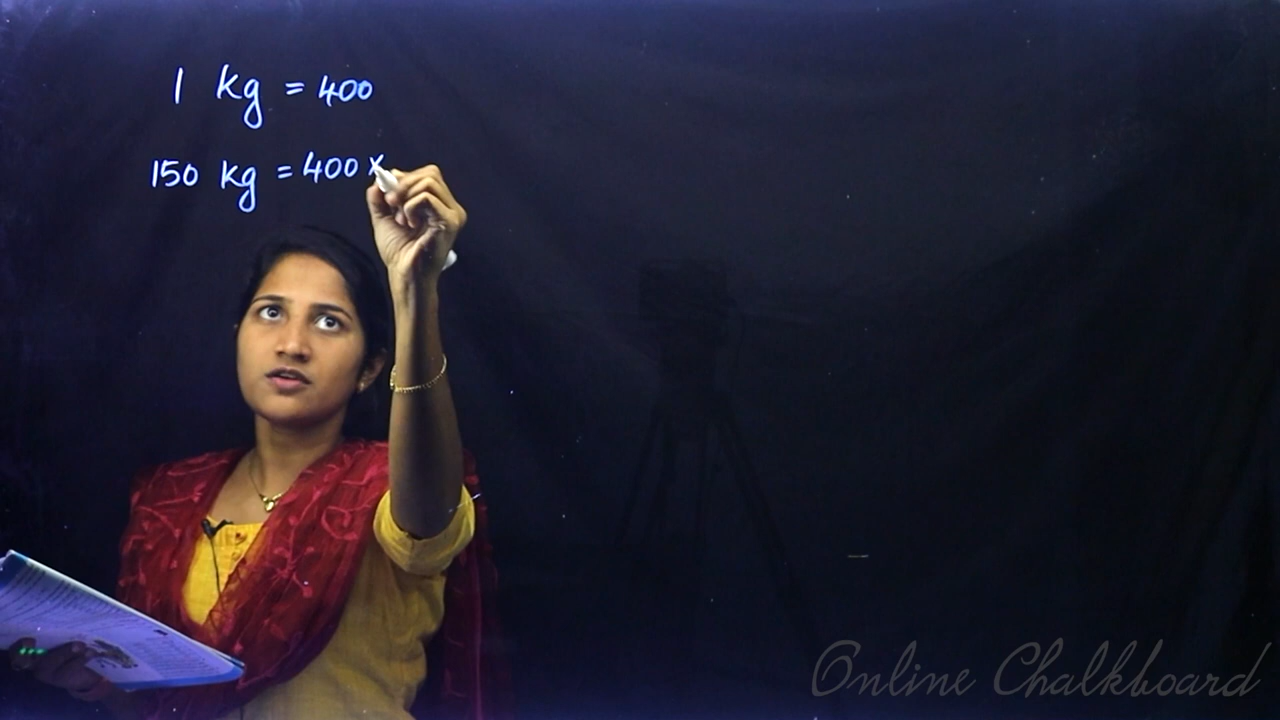 1 kg = 400
150 kg = 400 x
Online Chalkboard